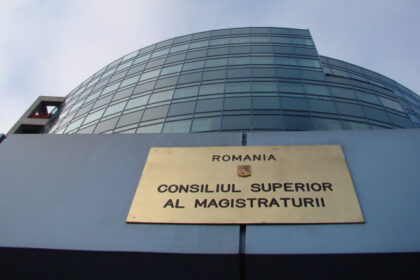 ROMANIA
CONSILIUL SUPERIOR
AL MAGISTRATURII